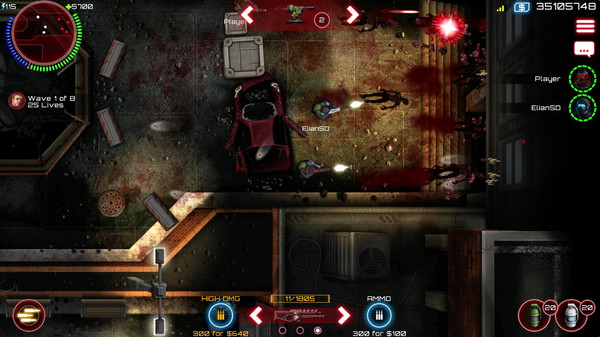 115
+5700
Playe
2
$ 35105748
Wave 1 of 8
25 Lives
Player
ElianSD
ElianSD
HIGH-DMG
11/1805
AMMO
300 for $640
300 for $100
20
20